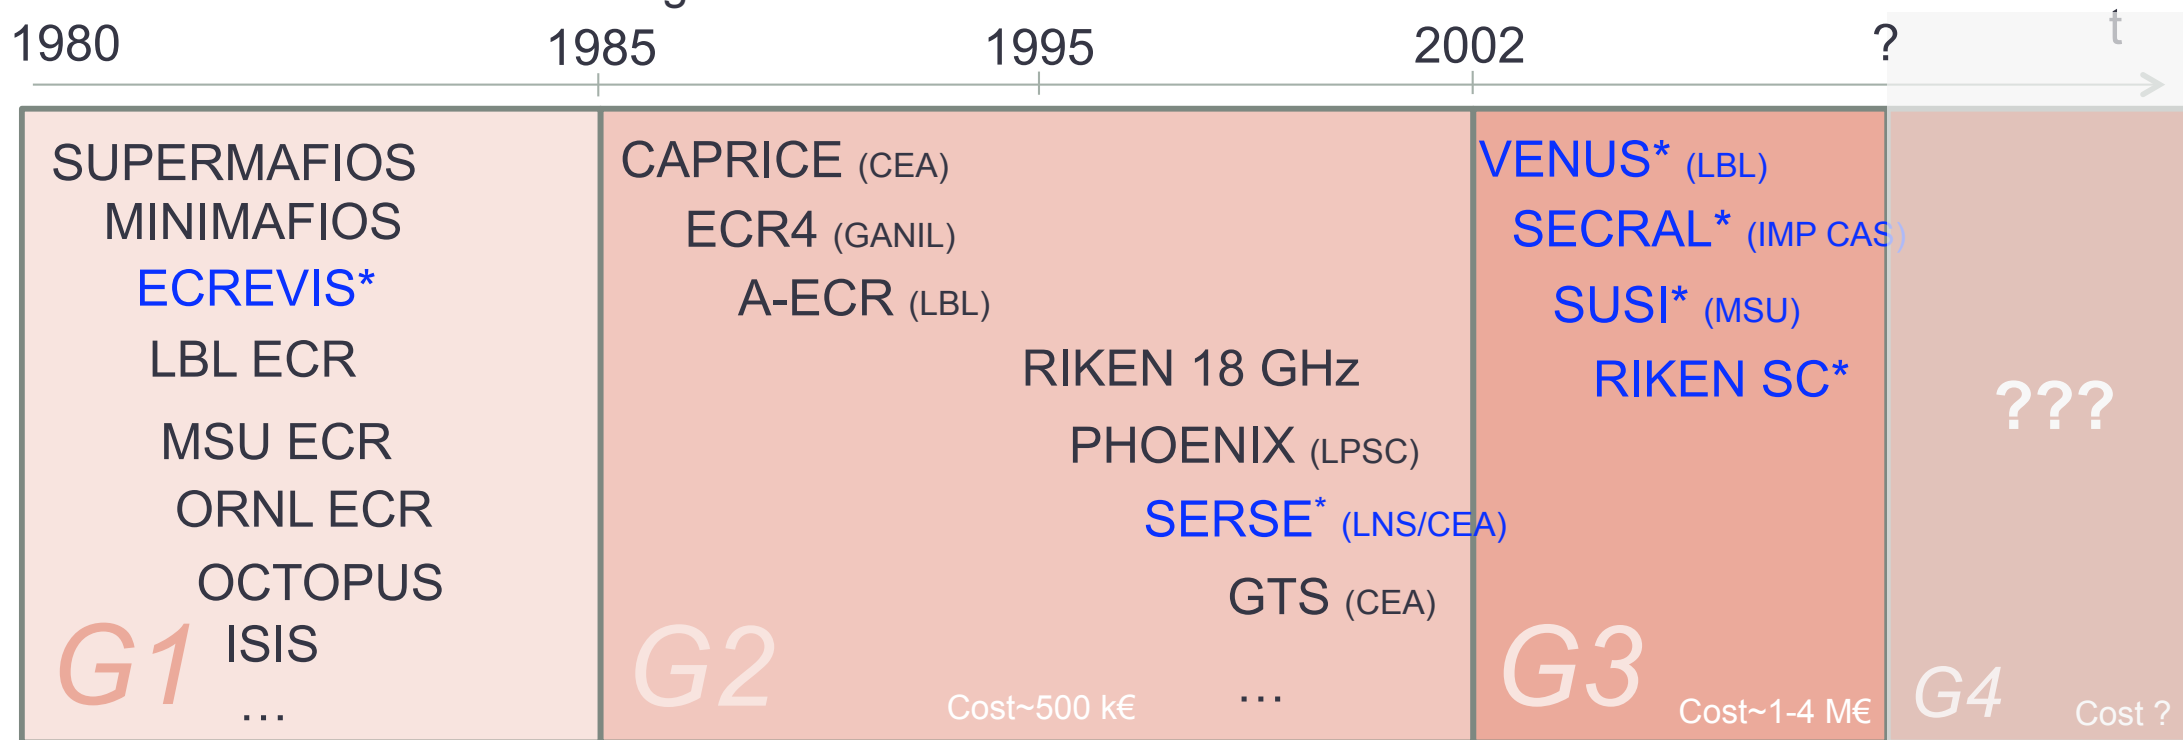 1980 1985 1995 2002 ? t
SUPERMAFIOS
MINIMAFIOS
ECREVIS*
LBL ECR
MSU ECR
ORNL ECR
OCTOPUS
ISIS
…
G1
CAPRICE (CEA)
ECR4 (GANIL)
A-ECR (LBL)
RIKEN 18 GHz
PHOENIX (LPSC)
SERSE* (LNS/CEA)
GTS (CEA)
…
G2
Cost~500 k€
VENUS* (LBL)
SECRAL* (IMP CAS)
SUSI* (MSU)
RIKEN SC*
G3
Cost~1-4 M€
???
G4
Cost ?